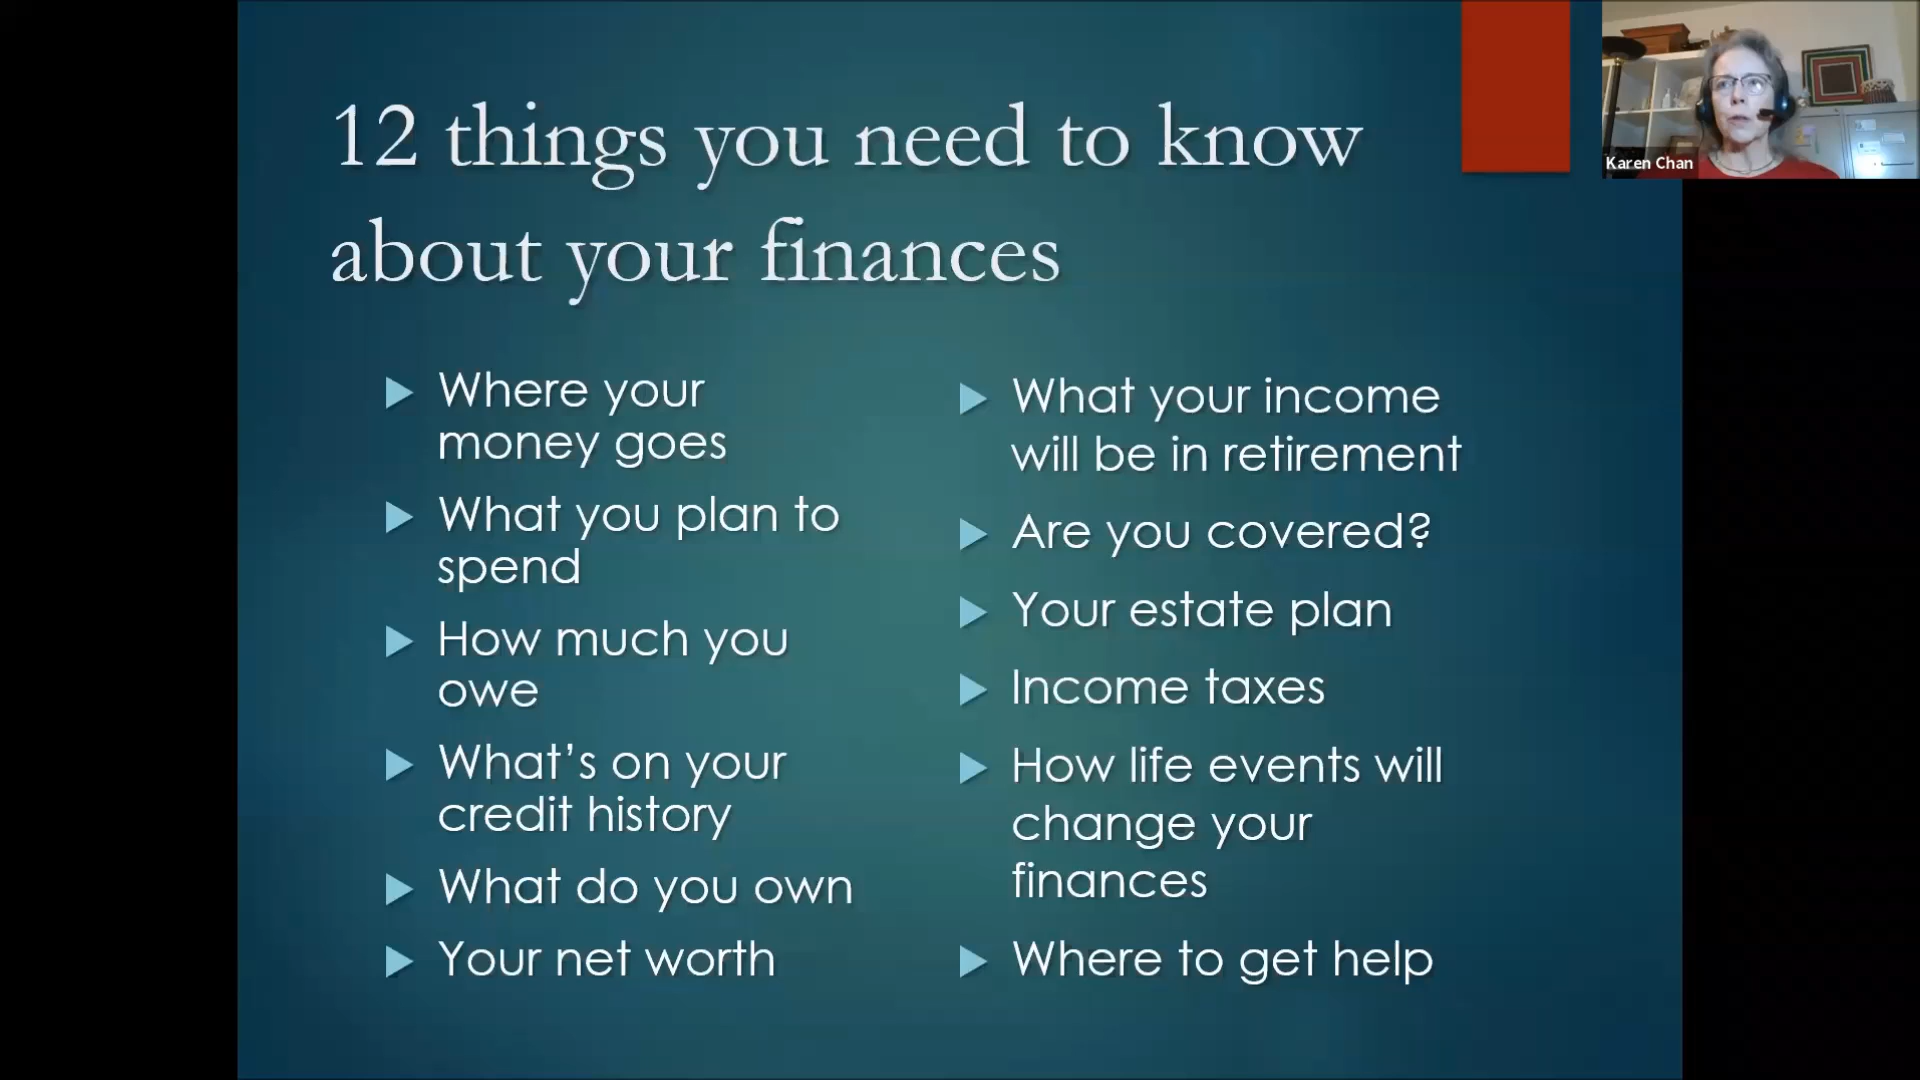 12 things you need to know
about your finances
Where your
money goes
What you plan to
spend
How much you
owe
What’s on your
credit history
What do you own
Your net worth
What your income
will be in retirement
Are you covered?
Your estate plan
Income taxes
How life events will
change your
finances
Where to get help
Karen Chan